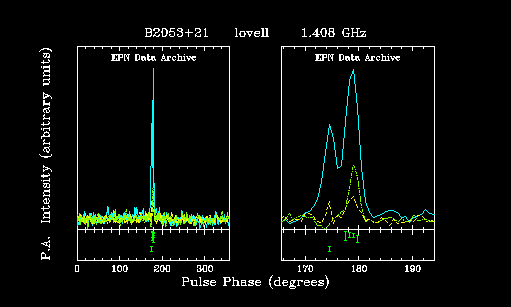 B2053+21 lovell 1.408 GHz
EPN Data Archive EPN Data Archive
Intensity (arbitrary units)
P.A.
0 100 200 300 170 180 190
Pulse Phase (degrees)